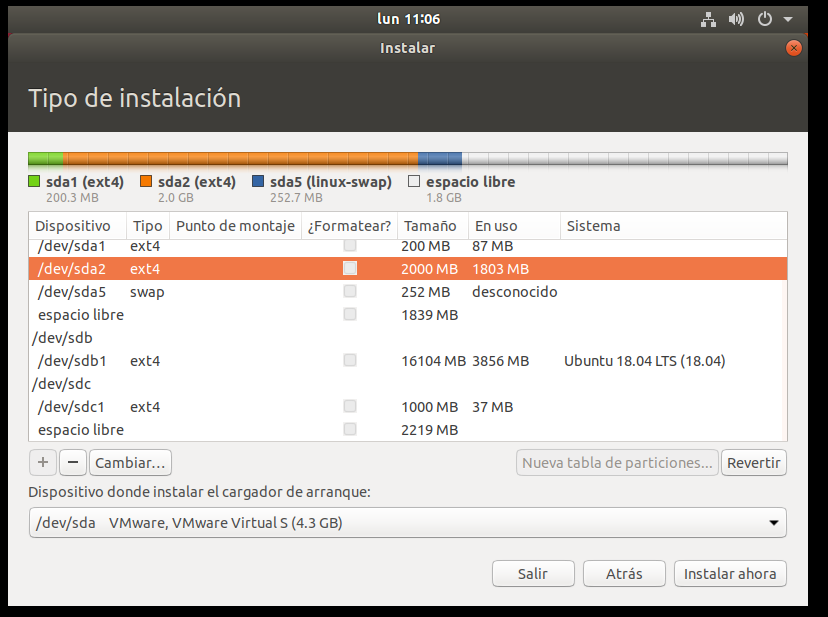 lun 11:06
Instalar
Tipo de instalación
sda1 (ext4) sda2 (ext4) sda5 (linux-swap) espacio libre
200.3 MB 2.0 GB 252.7 MB 1.8 GB
Dispositivo Tipo Punto de montaje ¿Formatear? Tamaño En uso Sistema
/dev/sda1 ext4 200 MB 87 MB
/dev/sda2 ext4 2000 MB 1803 MB
/dev/sda5 swap 252 MB desconocido
espacio libre 1839 MB
/dev/sdb
/dev/sdb1 ext4 16104 MB 3856 MB Ubuntu 18.04 LTS (18.04)
/dev/sdc
/dev/sdc1 ext4 1000 MB 37 MB
espacio libre 2219 MB
+ − Cambiar... Nueva tabla de particiones... Revertir
Dispositivo donde instalar el cargador de arranque:
/dev/sda VMware, VMware Virtual S (4.3 GB)
Salir Atrás Instalar ahora